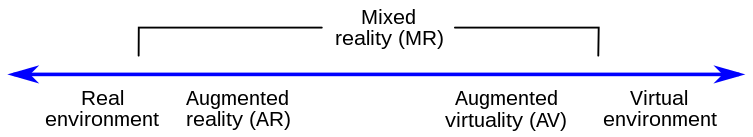 Mixed
reality (MR)
Real
environment
Augmented
reality (AR)
Augmented
virtuality (AV)
Virtual
environment